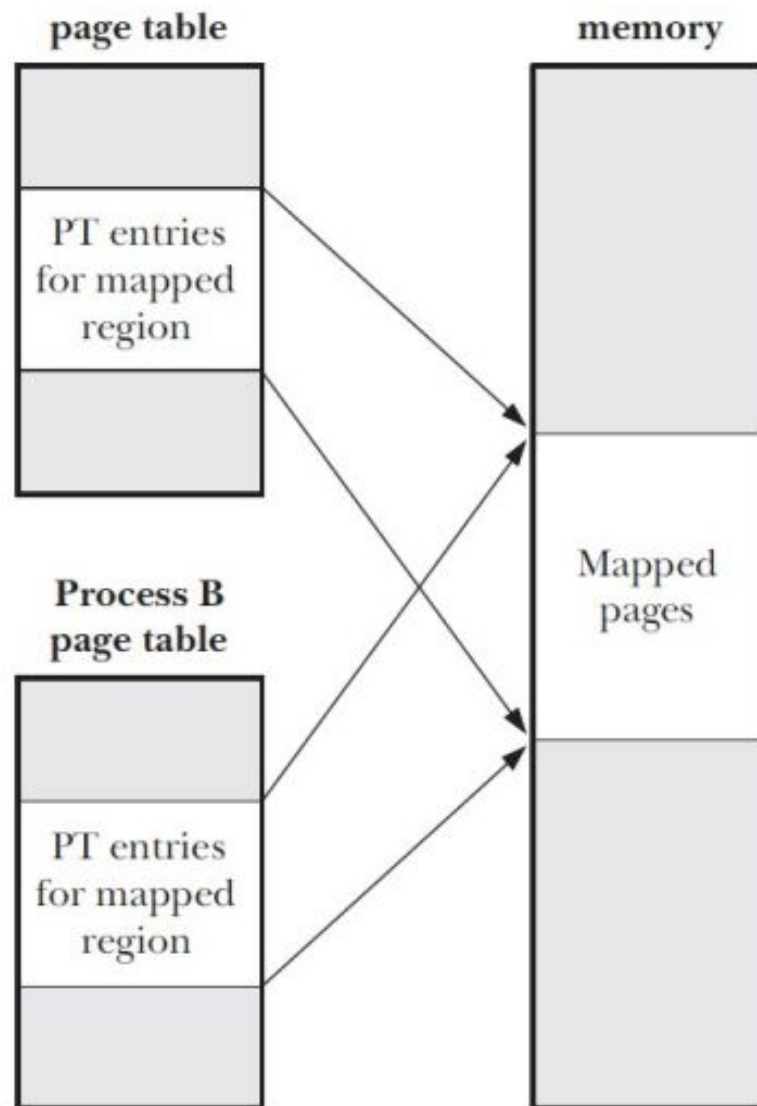 page table
PT entries
for mapped
region
Process B
page table
PT entries
for mapped
region
memory
Mapped
pages